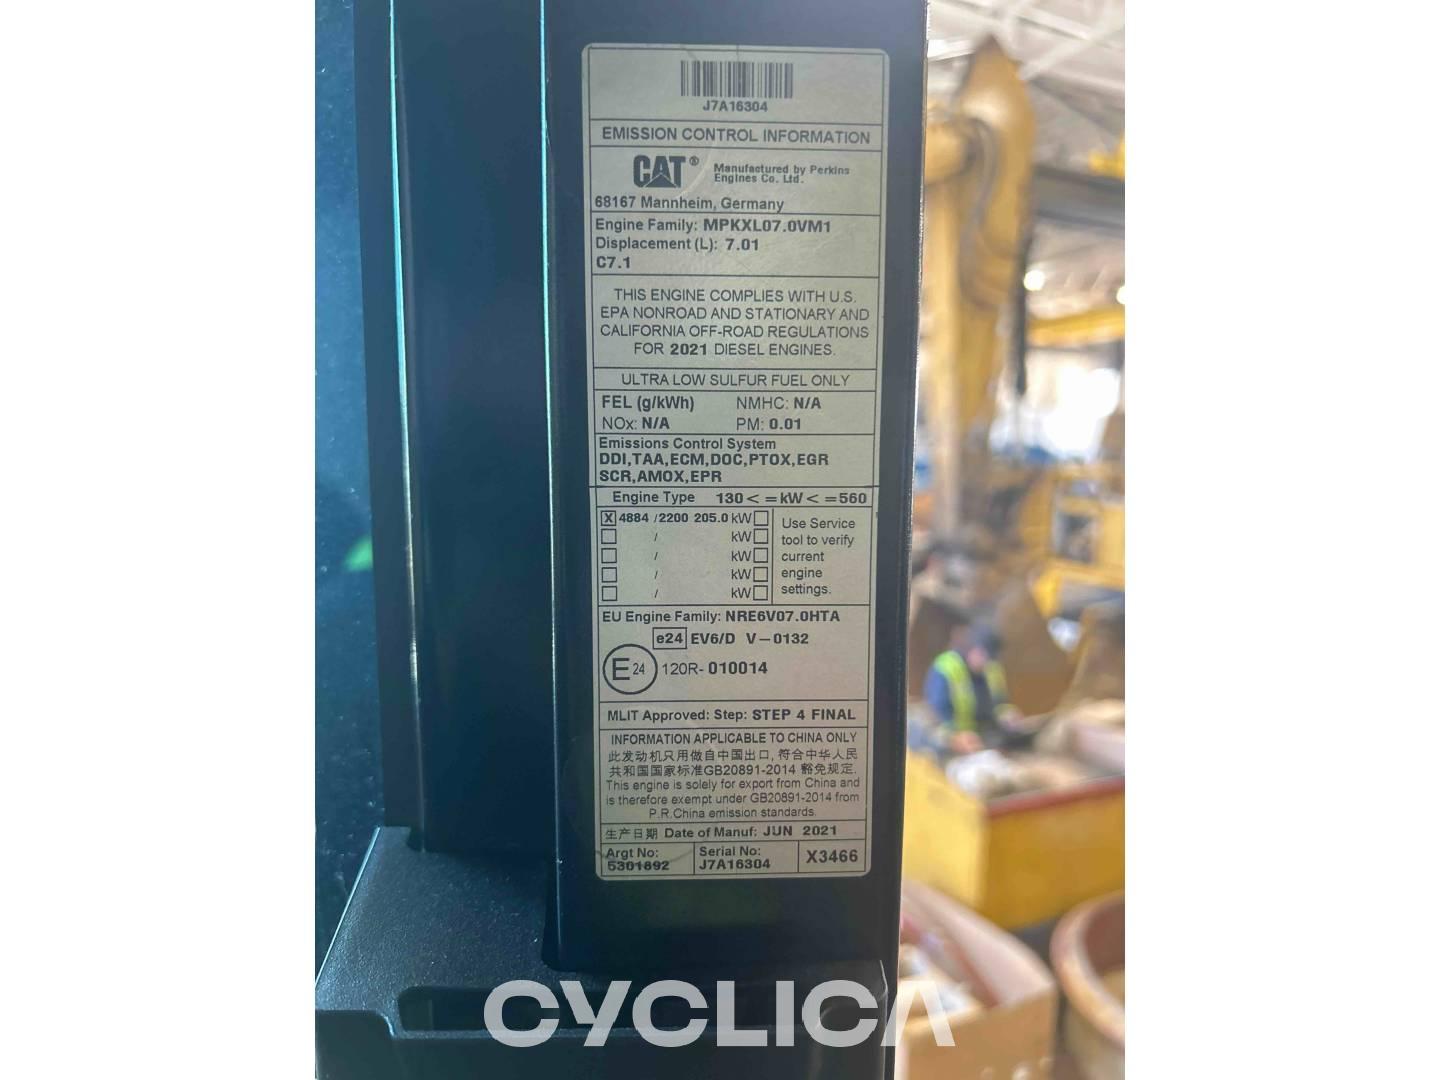 J7A16304
EMISSION CONTROL INFORMATION
CAT® Manufactured by Perkins
Engines Co. Ltd.
68167 Mannheim, Germany
Engine Family: MPKXL07.0VM1
Displacement (L): 7.01
C7.1
THIS ENGINE COMPLIES WITH U.S.
EPA NONROAD AND STATIONARY AND
CALIFORNIA OFF-ROAD REGULATIONS
FOR 2021 DIESEL ENGINES.
ULTRA LOW SULFUR FUEL ONLY
FEL (g/kWh) NMHC: N/A
NOx: N/A PM: 0.01
Emissions Control System
DDI,TAA,ECM,DOC,PTOX,EGR
SCR,AMOX,EPR
Engine Type 130 < =kW < =560
X 4884 /2200 205.0 kW
/ kW
/ kW
/ kW
/ kW
Use Service
tool to verify
current
engine
settings.
EU Engine Family: NRE6V07.0HTA
e24 EV6/D V-0132
E24 120R- 010014
MLIT Approved: Step: STEP 4 FINAL
INFORMATION APPLICABLE TO CHINA ONLY
此发动机只用做自中国出口, 符合中华人民
共和国国家标准GB20891-2014 豁免规定.
This engine is solely for export from China and
is therefore exempt under GB20891-2014 from
P.R.China emission standards.
生产日期 Date of Manuf: JUN 2021
Argt No:
5301892
Serial No:
J7A16304
X3466
CYCLICA